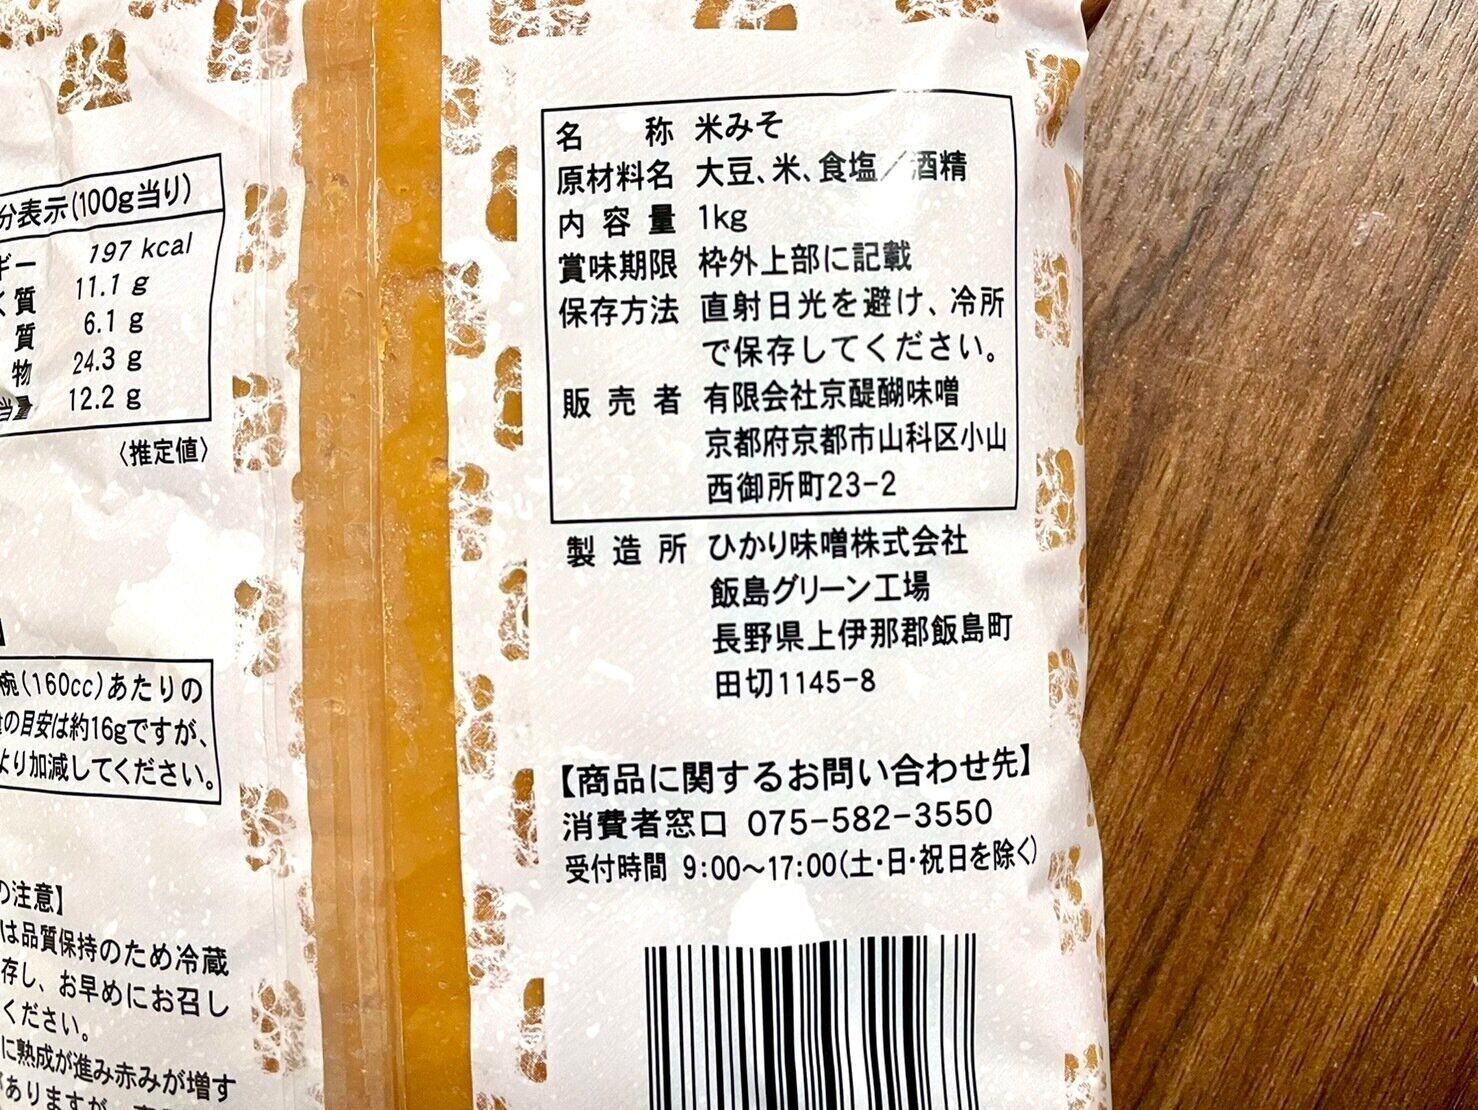 分表示(100g当り)
ギー 197 kcal
く質 11.1 g
質 6.1 g
物 24.3 g
当量 12.2 g
〈推定値〉
椀(160cc)あたりの
の目安は約16gですが、
より加減してください。
の注意】
は品質保持のため冷蔵
存し、お早めにお召し
ください。
に熟成が進み赤みが増す
がありますが
名称 米みそ
原材料名 大豆、米、食塩／酒精
内容量 1kg
賞味期限 枠外上部に記載
保存方法 直射日光を避け、冷所
で保存してください。
販売者 有限会社京醍醐味噌
京都府京都市山科区小山
西御所町23-2
製造所 ひかり味噌株式会社
飯島グリーン工場
長野県上伊那郡飯島町
田切1145-8
【商品に関するお問い合わせ先】
消費者窓口 075-582-3550
受付時間 9:00〜17:00(土・日・祝日を除く)